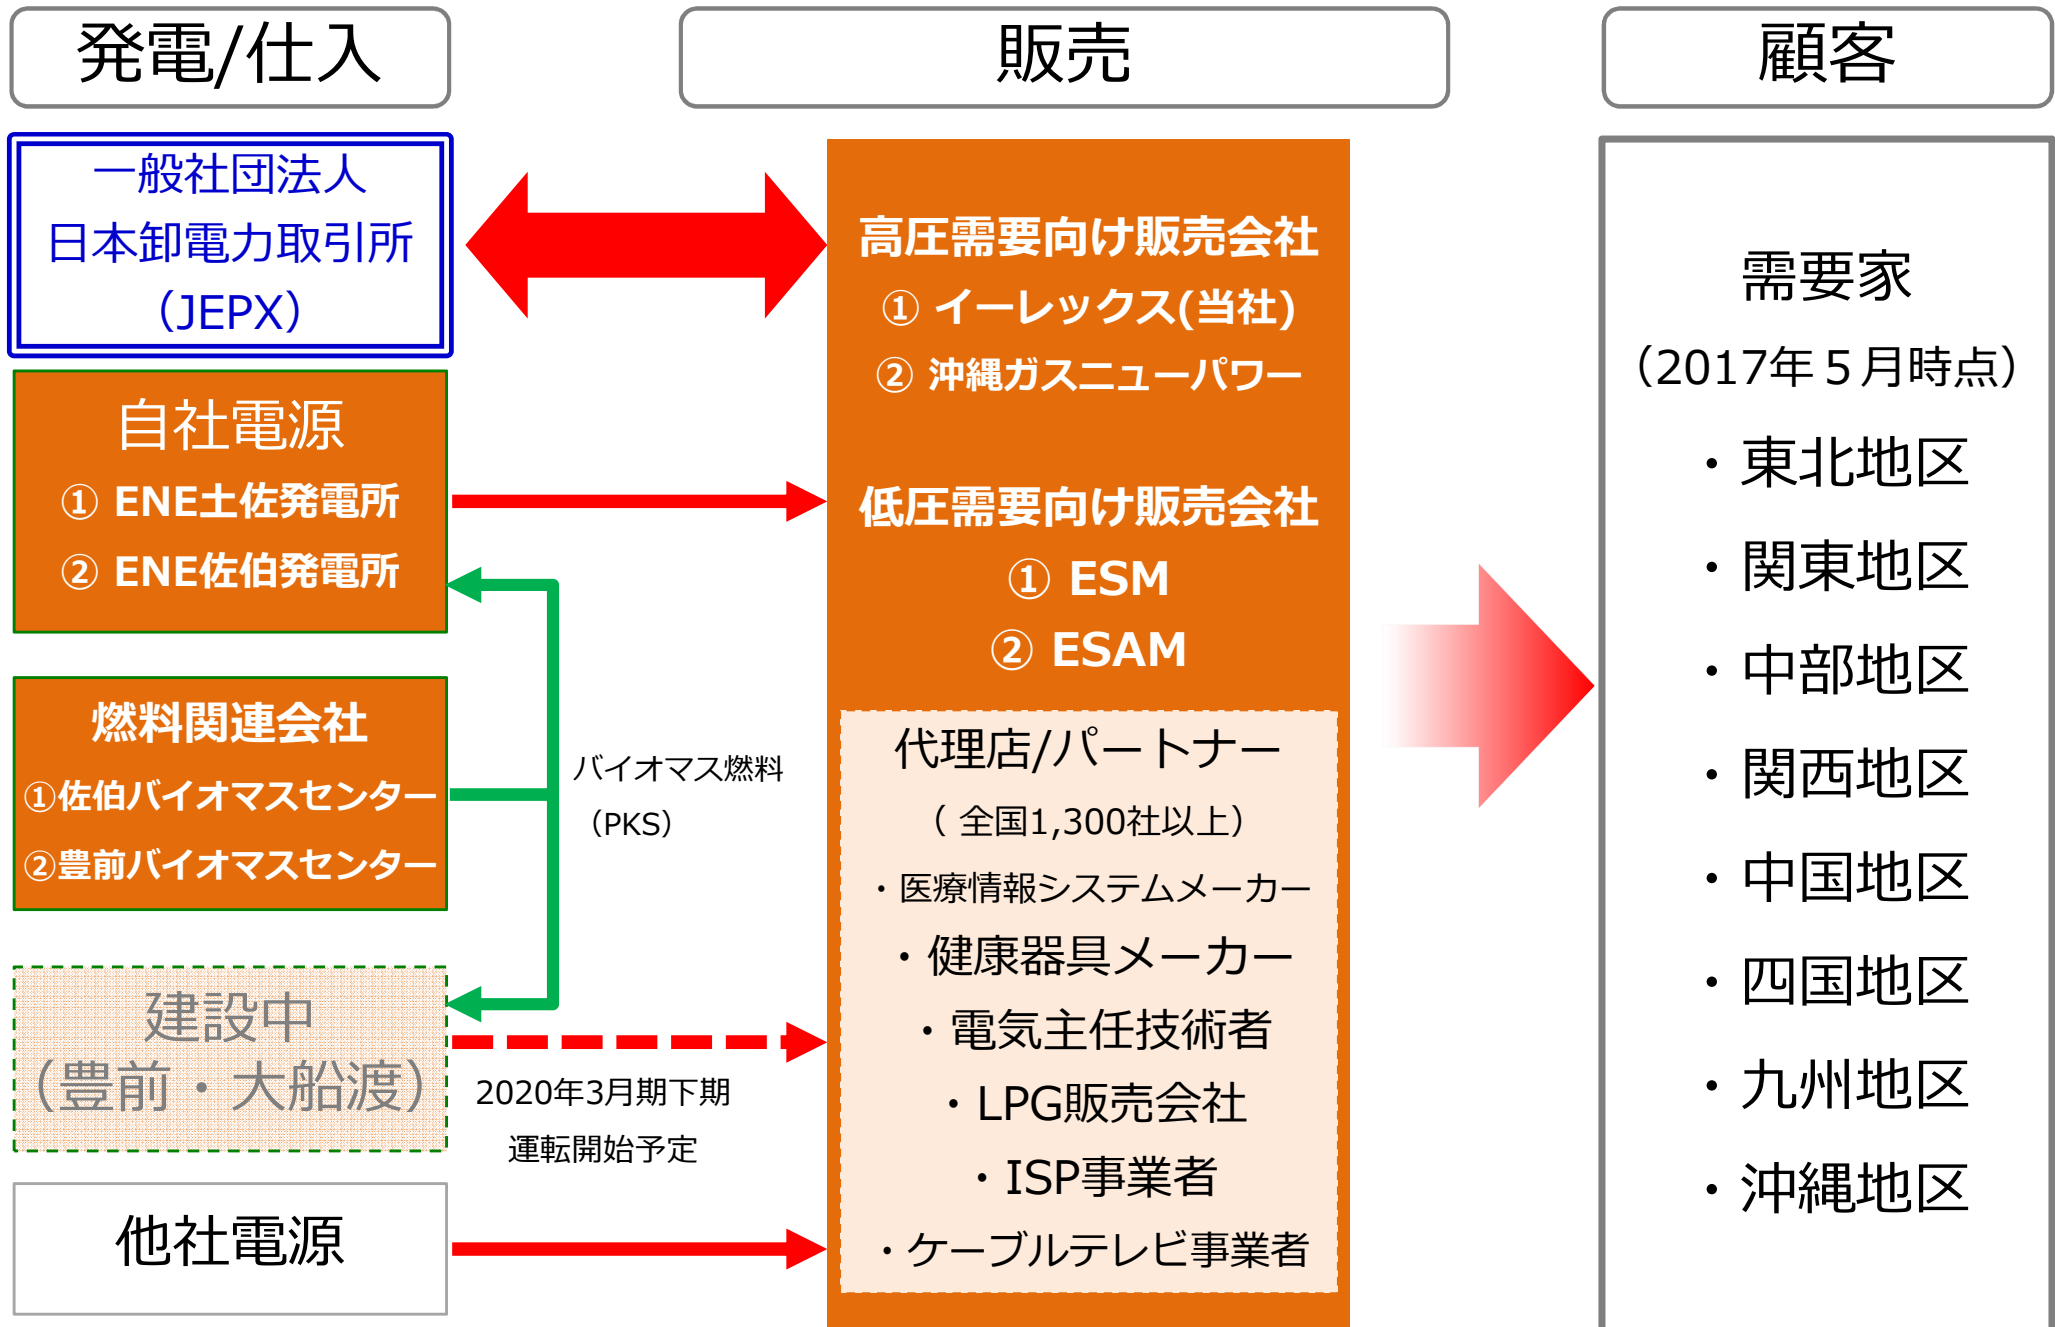 発電/仕入
一般社団法人
日本卸電力取引所
（JEPX）
自社電源
① ENE土佐発電所
② ENE佐伯発電所
燃料関連会社
①佐伯バイオマスセンター
②豊前バイオマスセンター
バイオマス燃料
（PKS）
建設中
（豊前・大船渡）
2020年3月期下期
運転開始予定
他社電源
販売
高圧需要向け販売会社
① イーレックス(当社)
② 沖縄ガスニューパワー
低圧需要向け販売会社
① ESM
② ESAM
代理店/パートナー
（ 全国1,300社以上）
・医療情報システムメーカー
・健康器具メーカー
・電気主任技術者
・LPG販売会社
・ISP事業者
・ケーブルテレビ事業者
顧客
需要家
（2017年５月時点）
・東北地区
・関東地区
・中部地区
・関西地区
・中国地区
・四国地区
・九州地区
・沖縄地区